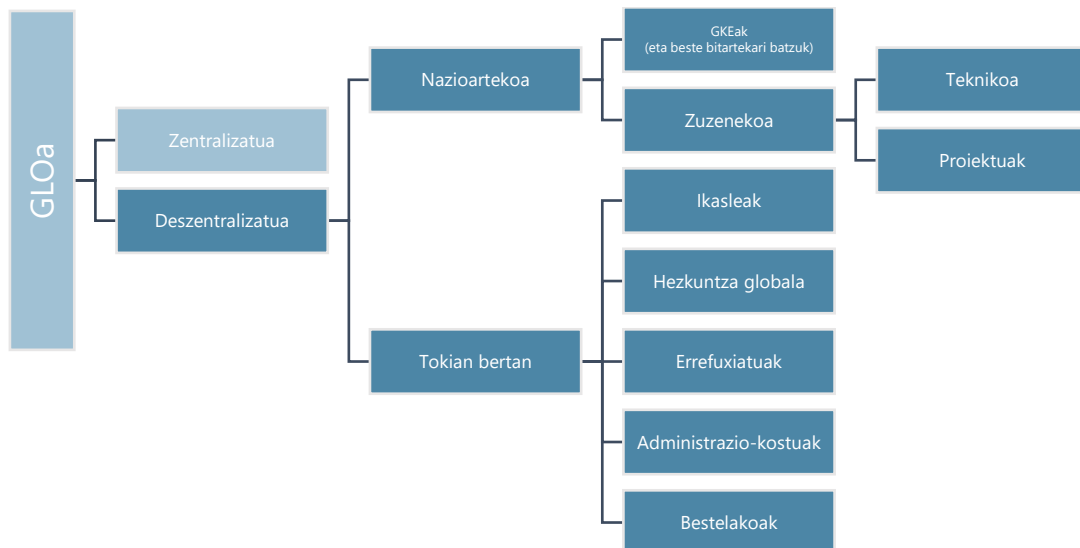 GLOa
Zentralizatua
Deszentralizatua
Nazioartekoa
Tokian bertan
GKEak
(eta beste bitartekari batzuk)
Zuzenekoa
Ikasleak
Hezkuntza globala
Errefuxiatuak
Administrazio-kostuak
Bestelakoak
Teknikoa
Proiektuak